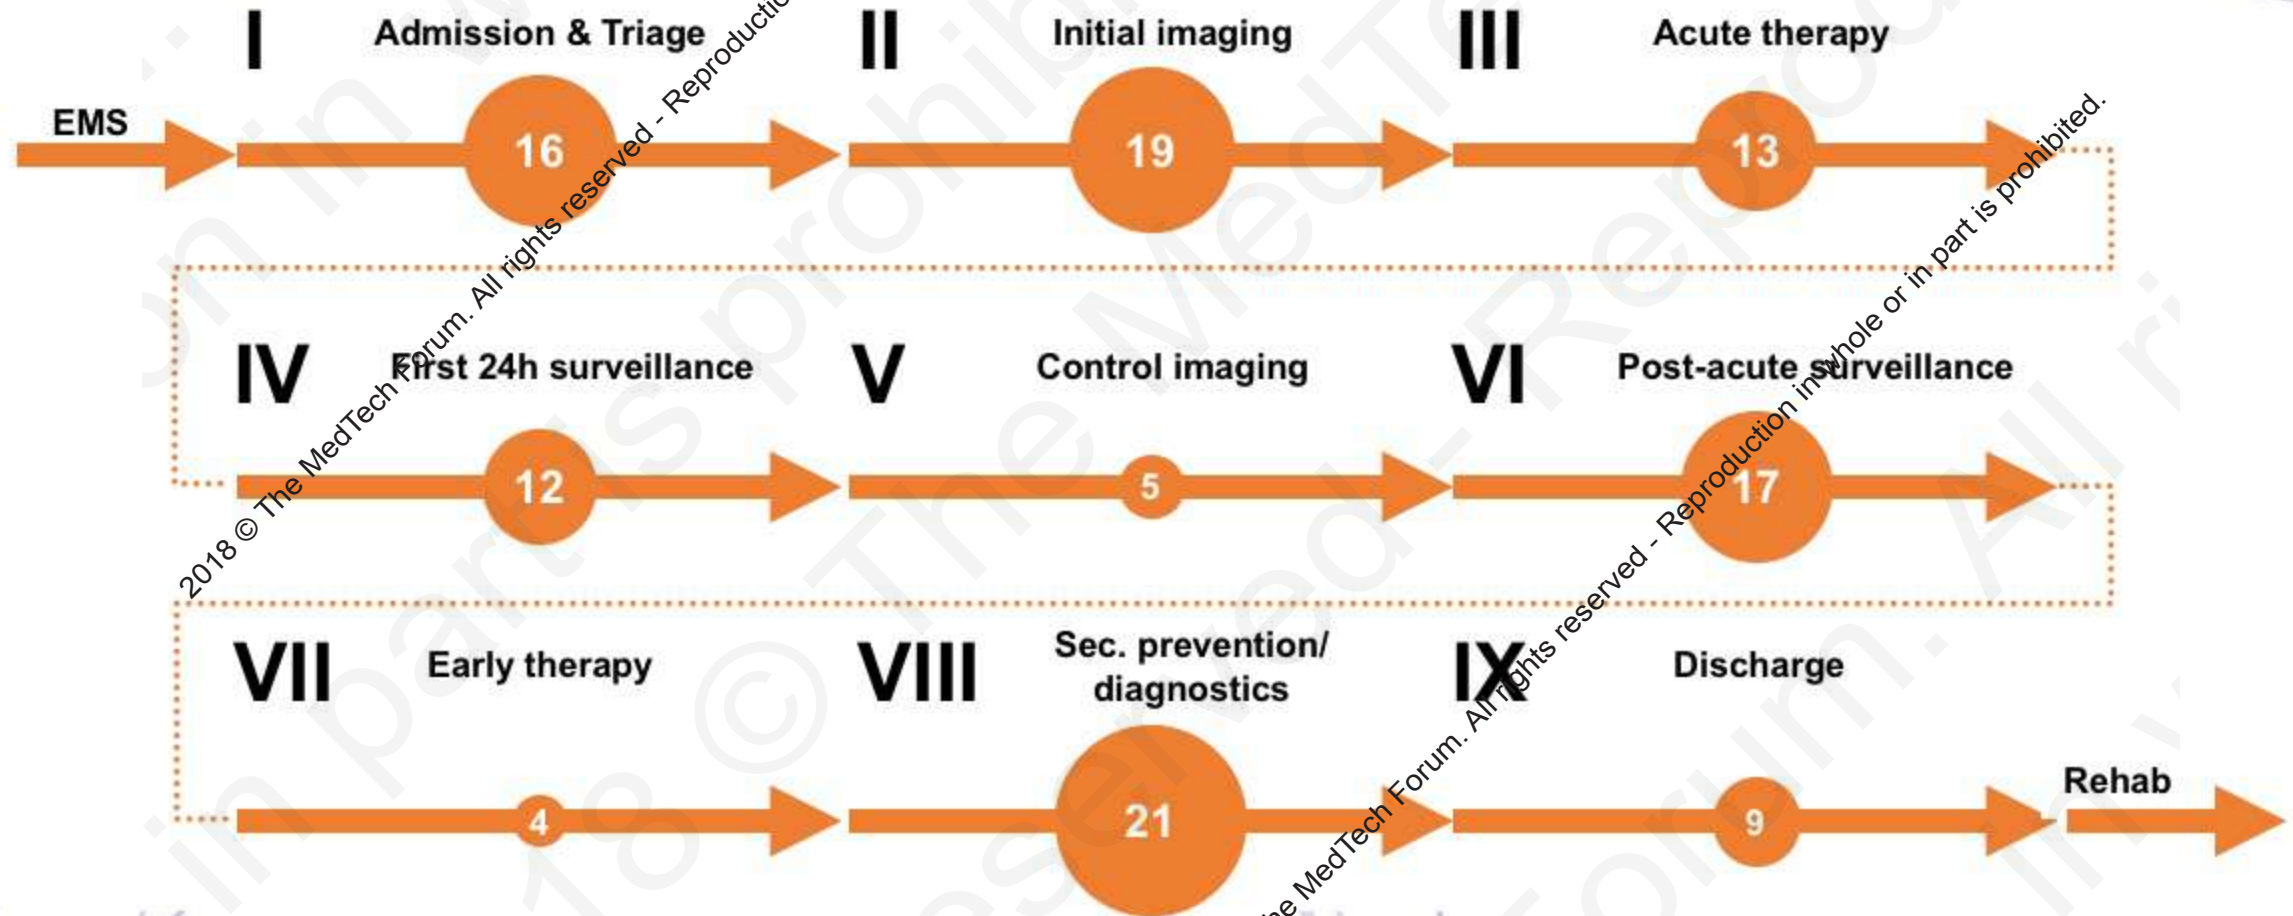 I
Admission & Triage
II
Initial imaging
III
Acute therapy
EMS
16
19
13
IV
First 24h surveillance
V
Control imaging
VI
Post-acute surveillance
12
5
17
VII
Early therapy
VIII
Sec. prevention/
diagnostics
IX
Discharge
4
21
9
Rehab
2018 © The MedTech Forum. All rights reserved - Reproductio
he MedTech Forum. All rights reserved - Reproduction in whole or in part is prohibited.